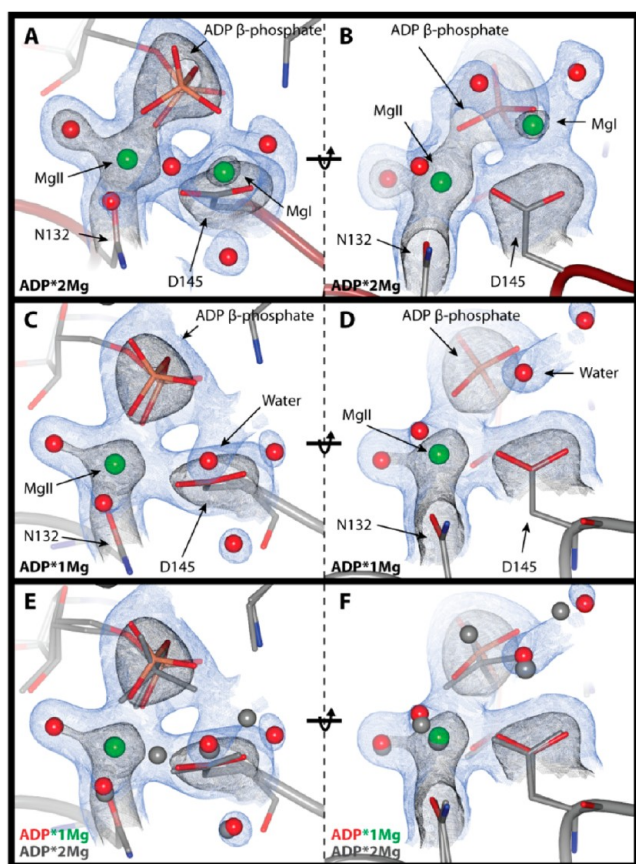 A
ADP β-phosphate
MgII
N132
D145
MgI
ADP*2Mg
B
ADP β-phosphate
MgII
MgI
N132
D145
ADP*2Mg
C
ADP β-phosphate
Water
MgII
N132
D145
ADP*1Mg
D
ADP β-phosphate
Water
MgII
N132
D145
ADP*1Mg
E
ADP*1Mg
ADP*2Mg
F
ADP*1Mg
ADP*2Mg